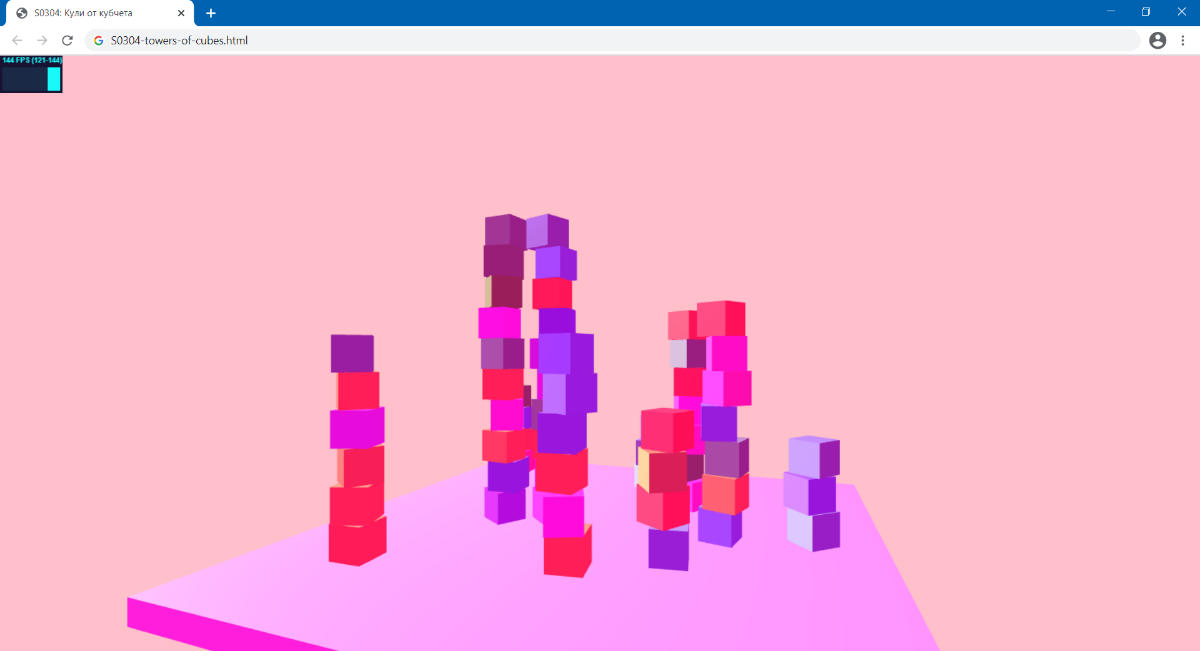 S0304: Кули от кубчета
S0304-towers-of-cubes.html
144 FPS (121-144)